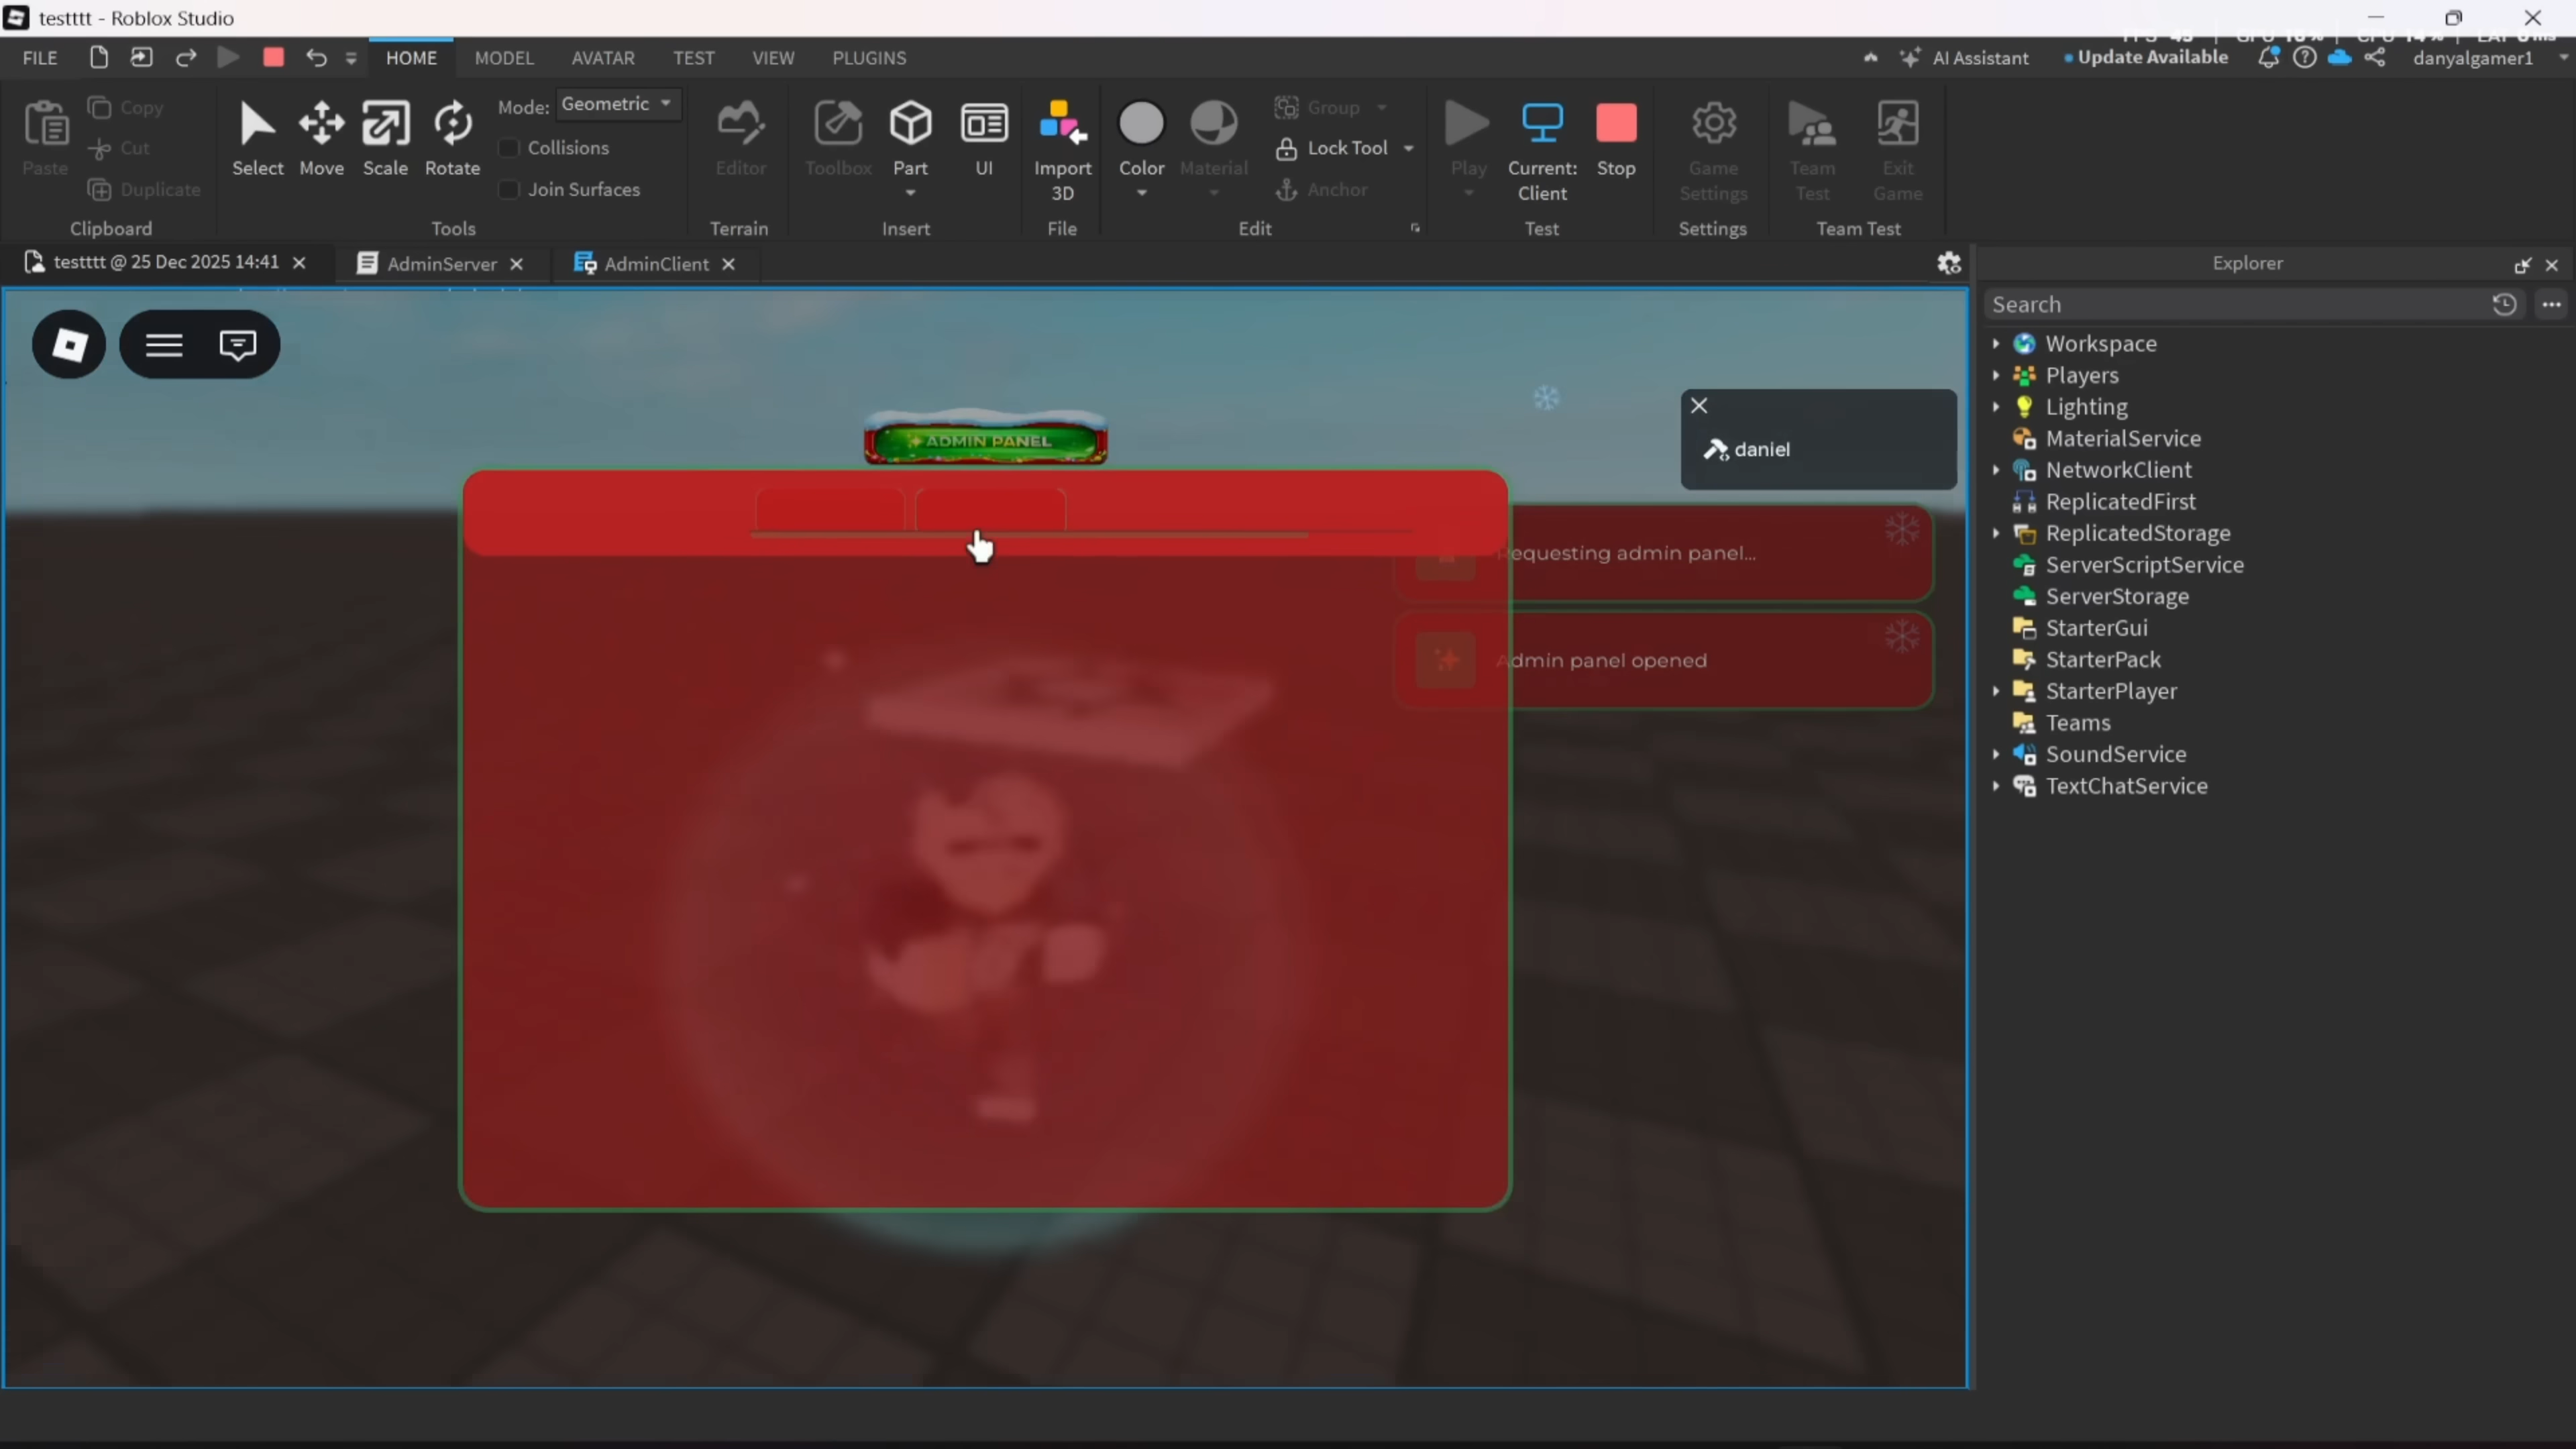 testttt - Roblox Studio
FILE
HOME
MODEL
AVATAR
TEST
VIEW
PLUGINS
AI Assistant
Update Available
danyalgamer1
Paste
Copy
Cut
Duplicate
Clipboard
Select
Move
Scale
Rotate
Mode: Geometric
Collisions
Join Surfaces
Tools
Editor
Terrain
Toolbox
Part
UI
Insert
Import
3D
File
Color
Material
Group
Lock Tool
Anchor
Edit
Play
Current:
Client
Stop
Test
Game
Settings
Settings
Team
Test
Exit
Game
Team Test
testttt @ 25 Dec 2025 14:41
AdminServer
AdminClient
ADMIN PANEL
daniel
equesting admin panel...
Admin panel opened
Explorer
Search
Workspace
Players
Lighting
MaterialService
NetworkClient
ReplicatedFirst
ReplicatedStorage
ServerScriptService
ServerStorage
StarterGui
StarterPack
StarterPlayer
Teams
SoundService
TextChatService